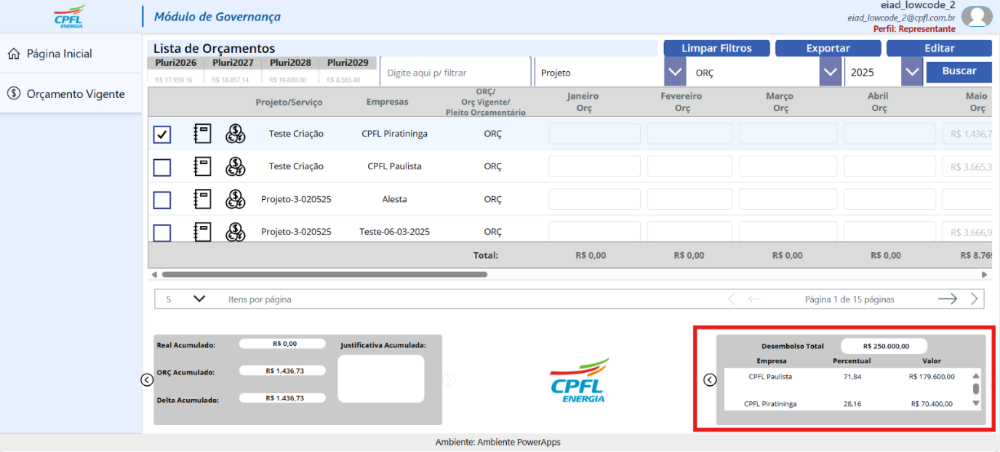 CPFL
ENERGIA
Módulo de Governança
eiad_lowcode_2
eiad_lowcode_2@cpfl.com.br
Perfil: Representante
Página Inicial
Orçamento Vigente
Lista de Orçamentos
Limpar Filtros
Exportar
Editar
Pluri2026 Pluri2027 Pluri2028 Pluri2029
R$ 17.959.16 R$ 18.857.14 R$ 19.800.00 R$ 8.565.48
Digite aqui p/ filtrar
Projeto
ORÇ
2025
Buscar
Projeto/Serviço
Empresas
ORÇ/
Orç Vigente/
Pleito Orçamentário
Janeiro
Orç
Fevereiro
Orç
Março
Orç
Abril
Orç
Maio
Orç
Teste Criação CPFL Piratininga ORÇ R$ 1.436,7
Teste Criação CPFL Paulista ORÇ R$ 3.665,3
Projeto-3-020525 Alesta ORÇ
Projeto-3-020525 Teste-06-03-2025 ORÇ R$ 3.666,9
Total: R$ 0,00 R$ 0,00 R$ 0,00 R$ 0,00 R$ 8.769
5 Itens por página
Página 1 de 15 páginas
Real Acumulado: R$ 0,00
ORÇ Acumulado: R$ 1.436,73
Delta Acumulado: R$ 1.436,73
Justificativa Acumulada:
CPFL
ENERGIA
Desembolso Total R$ 250.000,00
Empresa Percentual Valor
CPFL Paulista 71,84 R$ 179.600,00
CPFL Piratininga 28,16 R$ 70.400,00
Ambiente: Ambiente PowerApps